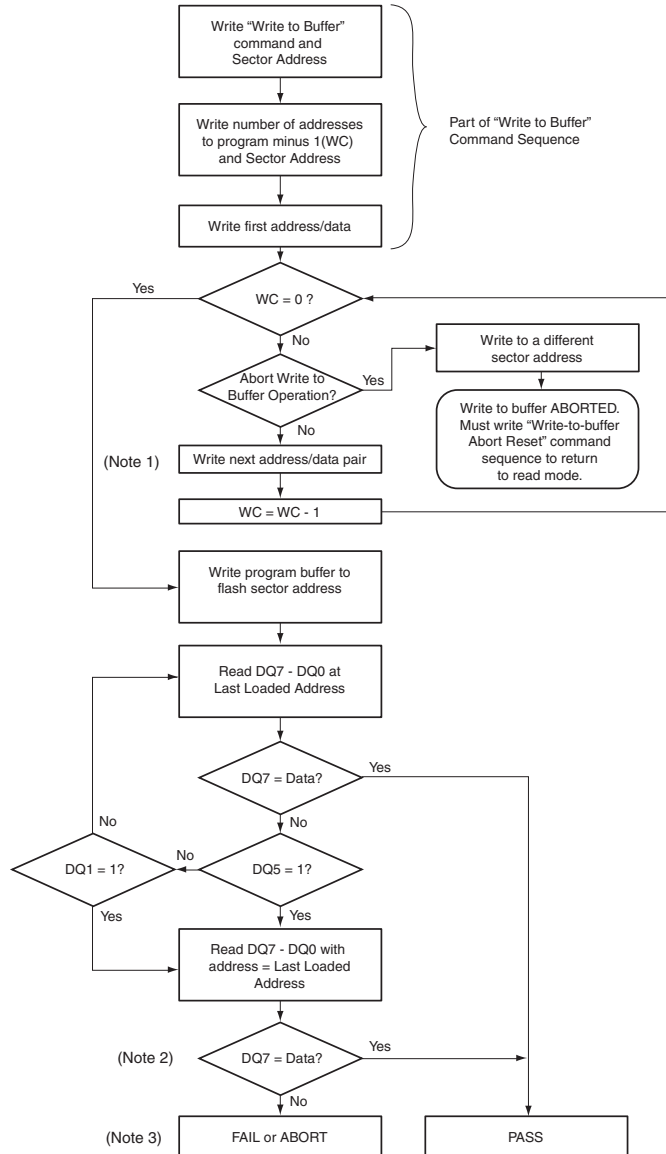 Write “Write to Buffer”
command and
Sector Address
Part of “Write to Buffer”
Command Sequence
Write number of addresses
to program minus 1(WC)
and Sector Address
Write first address/data
Yes
WC = 0 ?
No
Write to a different
sector address
Abort Write to
Buffer Operation?
Yes
No
Write to buffer ABORTED.
Must write “Write-to-buffer
Abort Reset” command
sequence to return
to read mode.
(Note 1)
Write next address/data pair
WC = WC - 1
Write program buffer to
flash sector address
Read DQ7 - DQ0 at
Last Loaded Address
DQ7 = Data?
Yes
No
No
DQ1 = 1?
No
DQ5 = 1?
Yes
Yes
Read DQ7 - DQ0 with
address = Last Loaded
Address
(Note 2)
DQ7 = Data?
Yes
No
(Note 3)
FAIL or ABORT
PASS